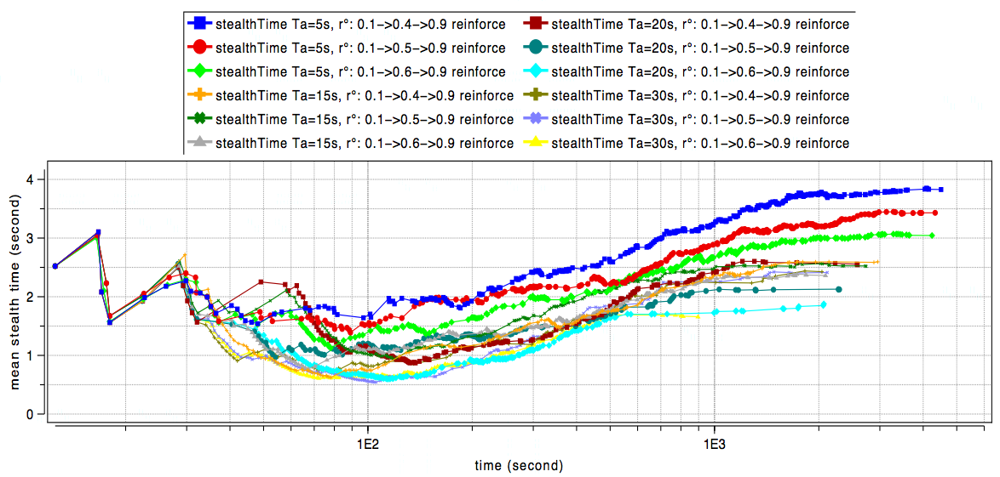 stealthTime Ta=5s, r°: 0.1−>0.4−>0.9 reinforce
stealthTime Ta=5s, r°: 0.1−>0.5−>0.9 reinforce
stealthTime Ta=5s, r°: 0.1−>0.6−>0.9 reinforce
stealthTime Ta=15s, r°: 0.1−>0.4−>0.9 reinforce
stealthTime Ta=15s, r°: 0.1−>0.5−>0.9 reinforce
stealthTime Ta=15s, r°: 0.1−>0.6−>0.9 reinforce
stealthTime Ta=20s, r°: 0.1−>0.4−>0.9 reinforce
stealthTime Ta=20s, r°: 0.1−>0.5−>0.9 reinforce
stealthTime Ta=20s, r°: 0.1−>0.6−>0.9 reinforce
stealthTime Ta=30s, r°: 0.1−>0.4−>0.9 reinforce
stealthTime Ta=30s, r°: 0.1−>0.5−>0.9 reinforce
stealthTime Ta=30s, r°: 0.1−>0.6−>0.9 reinforce
mean stealth time (second)
4
3
2
1
0
1E2
1E3
time (second)